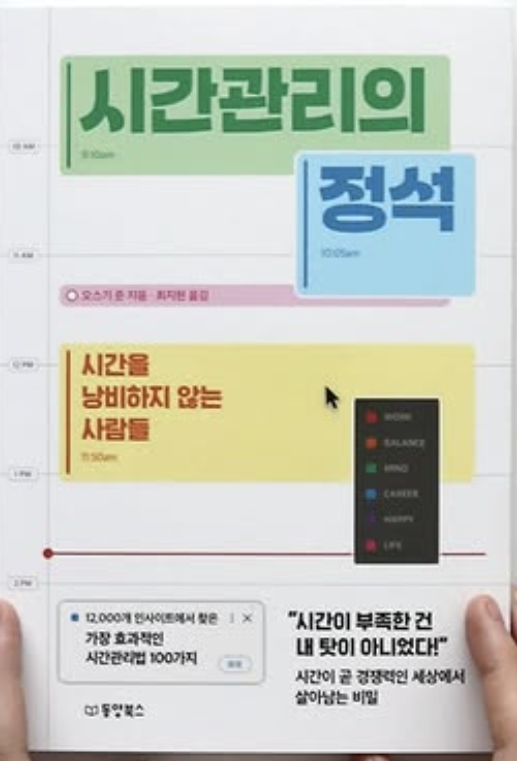 시간관리의
9:10am
10 AM
정석
10:05am
11 AM
오스기 준 지음 · 최지현 옮김
12 PM
시간을
낭비하지 않는
사람들
11:50am
WORK
BALANCE
MIND
CAREER
HAPPY
LIFE
1 PM
2 PM
12,000개 인사이트에서 찾은
가장 효과적인
시간관리법 100가지
"시간이 부족한 건
내 탓이 아니었다!"
시간이 곧 경쟁력인 세상에서
살아남는 비밀
동양북스